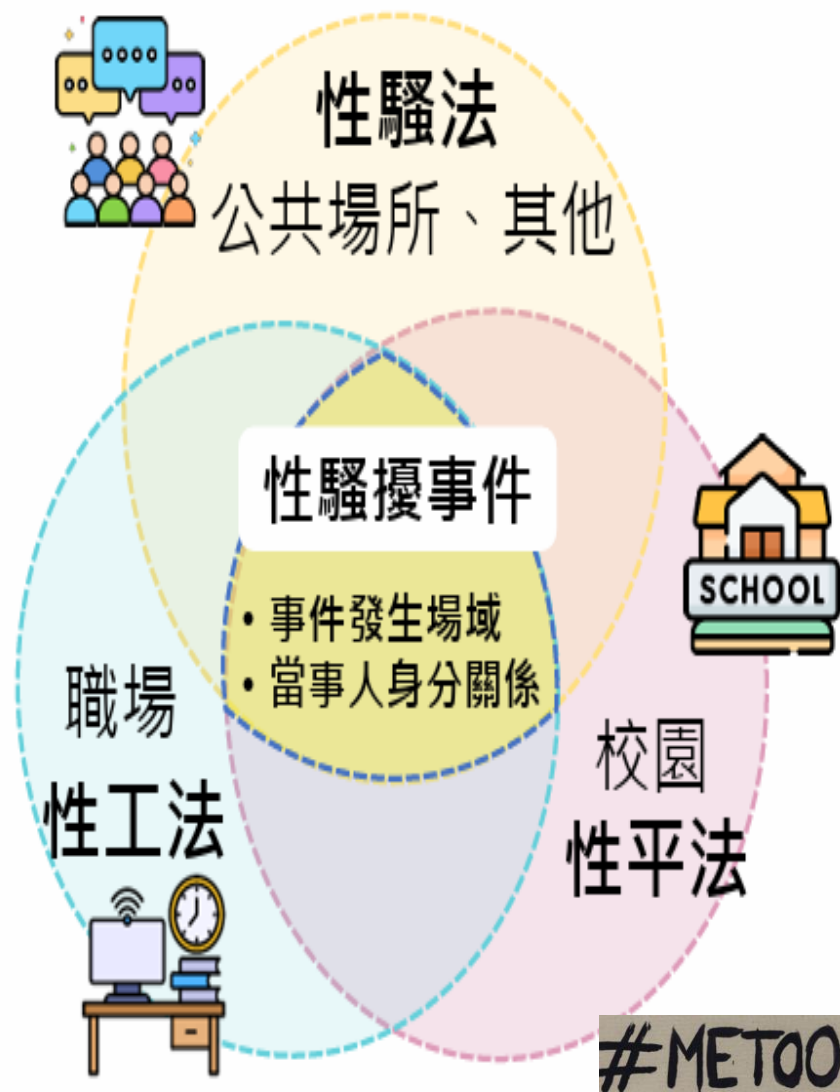 性騷法
公共場所、其他
性騷擾事件
• 事件發生場域
• 當事人身分關係
SCHOOL
職場
性工法
校園
性平法
#METOO